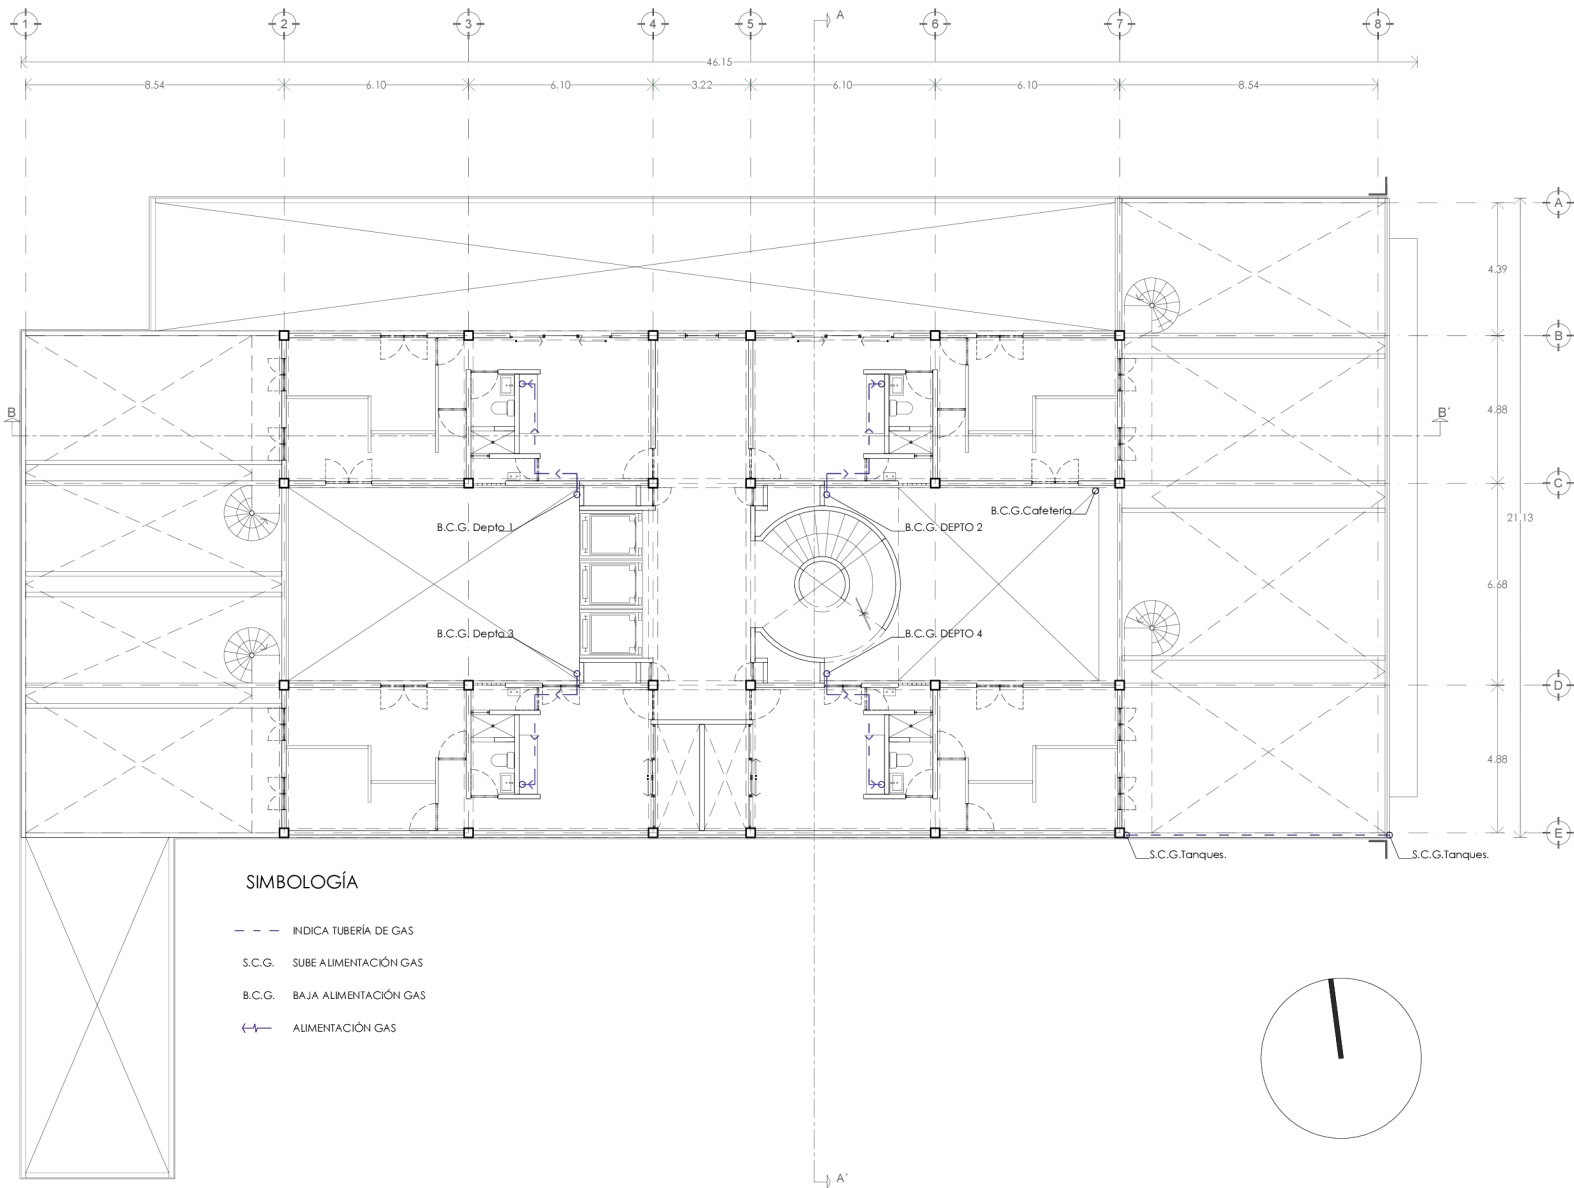 1 2 3 4 5 6 7 8
A
46.15
8.54 6.10 6.10 3.22 6.10 6.10 8.54
A
4.39
B
B
B´
4.88
C
B.C.G. Depto 1
B.C.G. DEPTO 2
B.C.G.Cafetería
21.13
6.68
B.C.G. Depto 3
B.C.G. DEPTO 4
D
4.88
E
S.C.G.Tanques.
S.C.G.Tanques.
SIMBOLOGÍA
INDICA TUBERÍA DE GAS
S.C.G. SUBE ALIMENTACIÓN GAS
B.C.G. BAJA ALIMENTACIÓN GAS
ALIMENTACIÓN GAS
A´